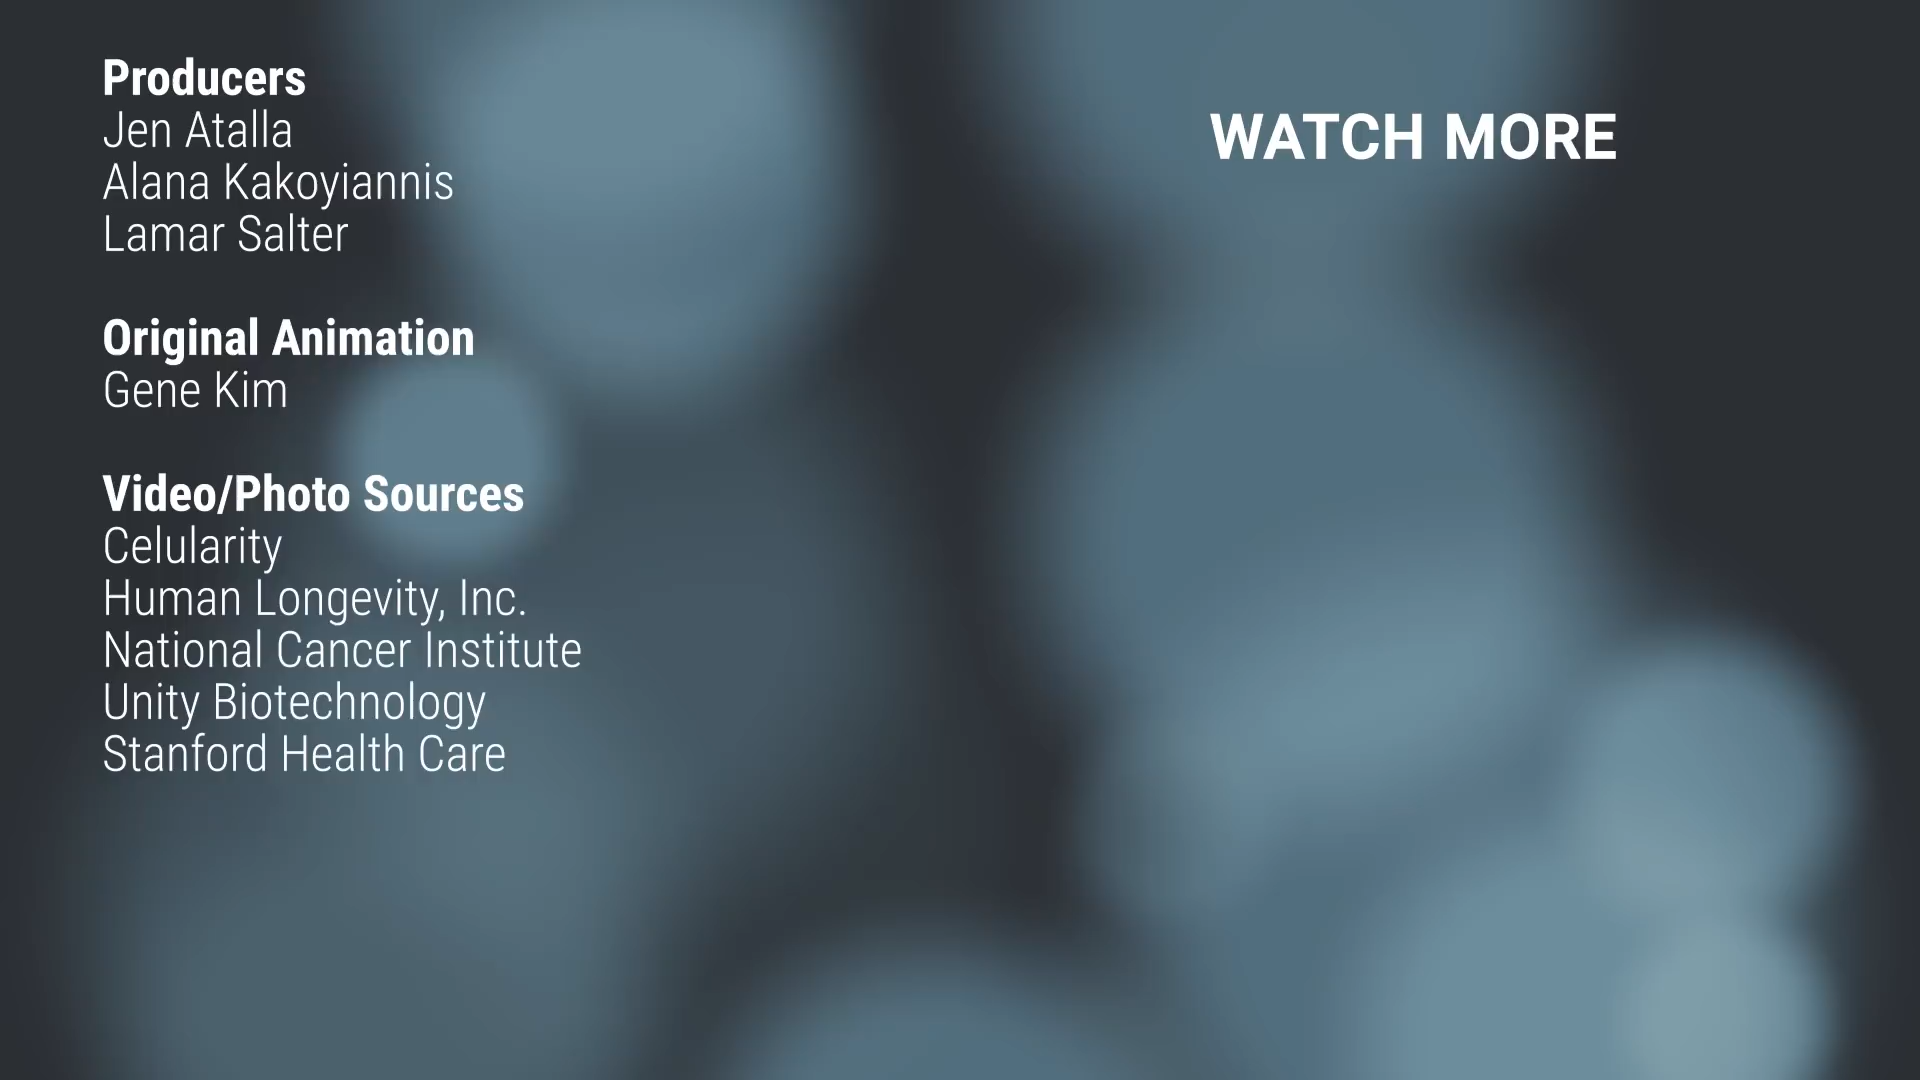 Producers
Jen Atalla
Alana Kakoyiannis
Lamar Salter
Original Animation
Gene Kim
Video/Photo Sources
Celularity
Human Longevity, Inc.
National Cancer Institute
Unity Biotechnology
Stanford Health Care
WATCH MORE